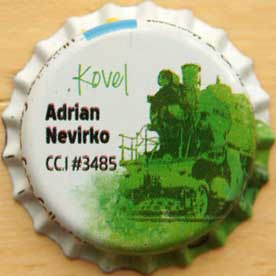 Kovel
Adrian
Nevirko
CC.I #3485